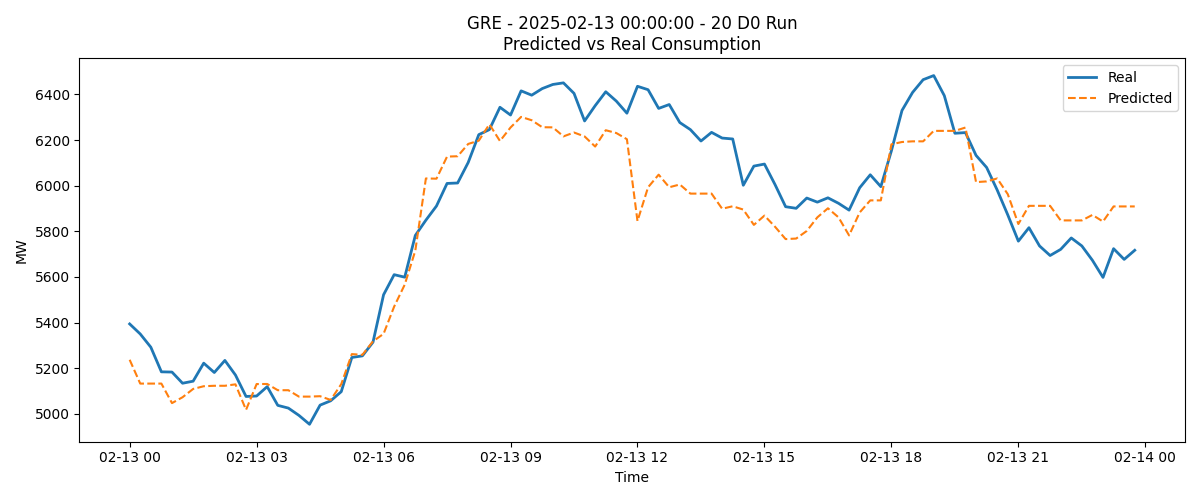 GRE - 2025-02-13 00:00:00 - 20 D0 Run
Predicted vs Real Consumption
Real
Predicted
MW
6400
6200
6000
5800
5600
5400
5200
5000
02-13 00
02-13 03
02-13 06
02-13 09
02-13 12
02-13 15
02-13 18
02-13 21
02-14 00
Time